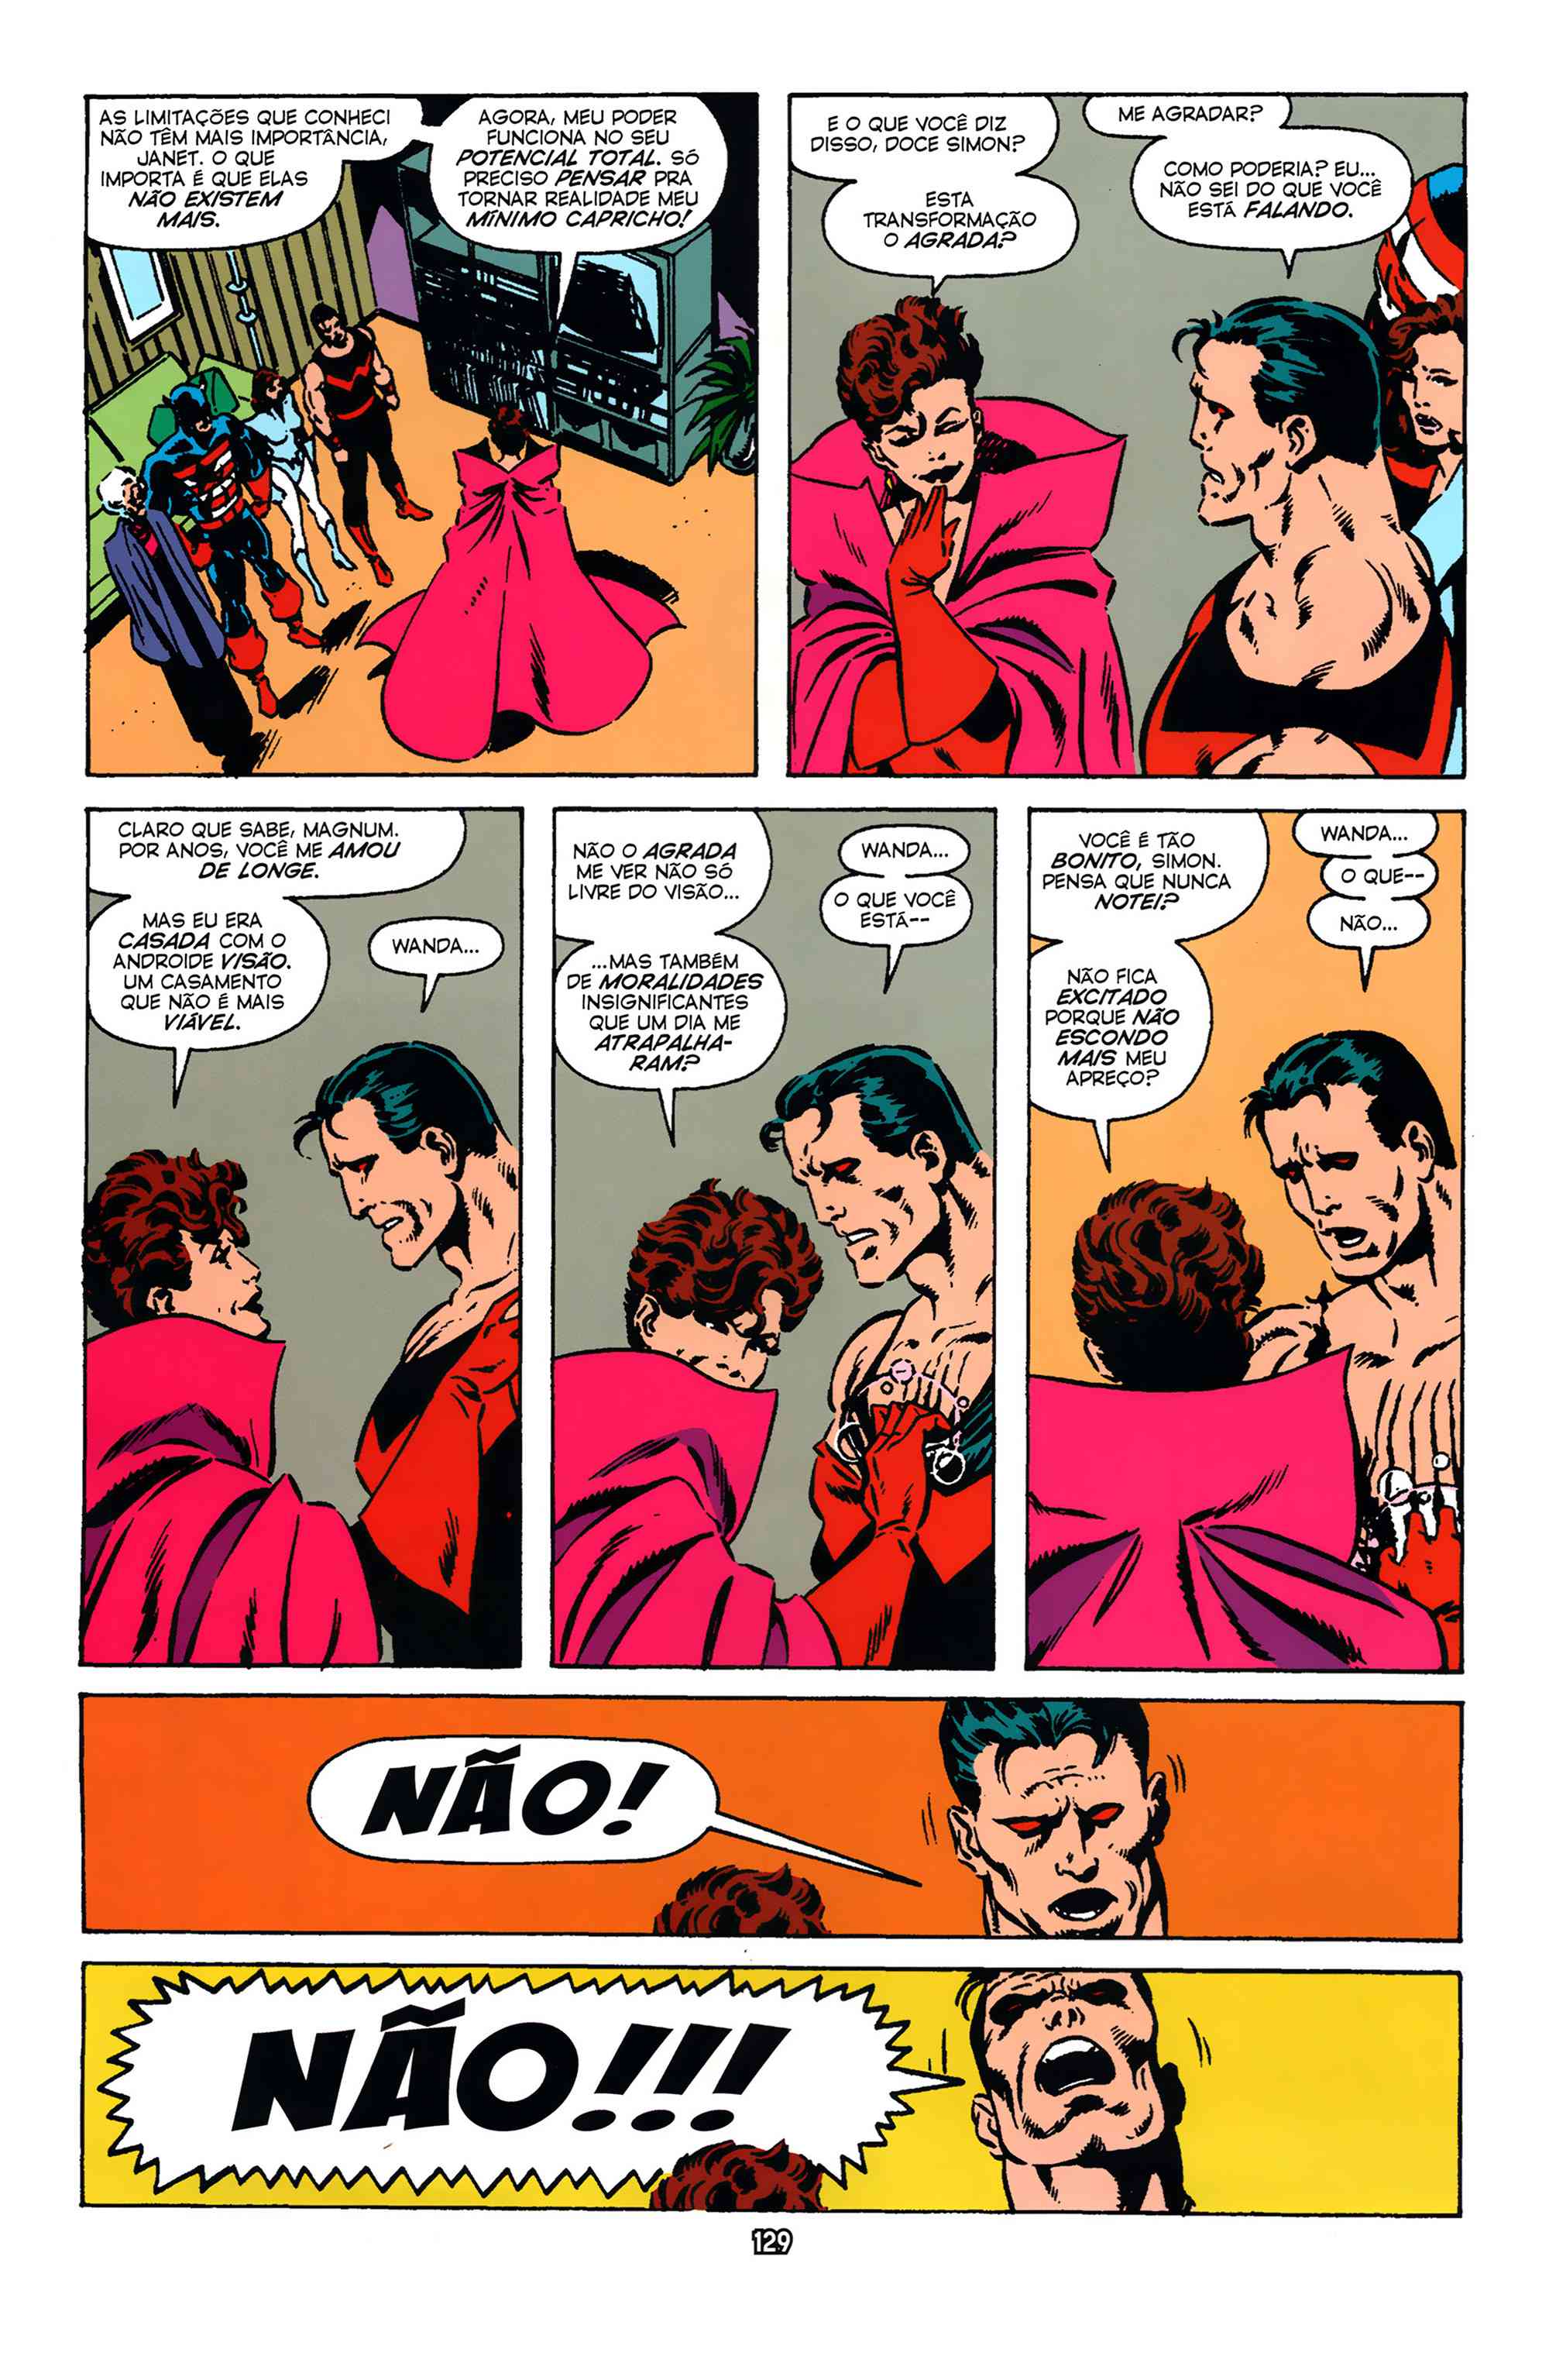 AS LIMITAÇÕES QUE CONHECI
NÃO TÊM MAIS IMPORTÂNCIA,
JANET. O QUE
IMPORTA É QUE ELAS
NÃO EXISTEM
MAIS.
AGORA, MEU PODER
FUNCIONA NO SEU
POTENCIAL TOTAL. SÓ
PRECISO PENSAR PRA
TORNAR REALIDADE MEU
MÍNIMO CAPRICHO!
E O QUE VOCÊ DIZ
DISSO, DOCE SIMON?
ESTA
TRANSFORMAÇÃO
O AGRADA?
ME AGRADAR?
COMO PODERIA? EU...
NÃO SEI DO QUE VOCÊ
ESTÁ FALANDO.
CLARO QUE SABE, MAGNUM.
POR ANOS, VOCÊ ME AMOU
DE LONGE.
MAS EU ERA
CASADA COM O
ANDROIDE VISÃO.
UM CASAMENTO
QUE NÃO É MAIS
VIÁVEL.
WANDA...
NÃO O AGRADA
ME VER NÃO SÓ
LIVRE DO VISÃO...
...MAS TAMBÉM
DE MORALIDADES
INSIGNIFICANTES
QUE UM DIA ME
ATRAPALHA-
RAM?
WANDA...
O QUE VOCÊ
ESTÁ--
VOCÊ É TÃO
BONITO, SIMON.
PENSA QUE NUNCA
NOTEI?
NÃO FICA
EXCITADO
PORQUE NÃO
ESCONDO
MAIS MEU
APREÇO?
WANDA...
O QUE--
NÃO...
NÃO!
NÃO!!!
129